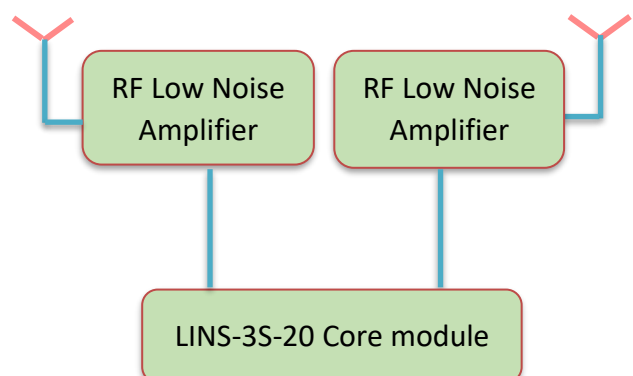 RF Low Noise
Amplifier
RF Low Noise
Amplifier
LINS-3S-20 Core module